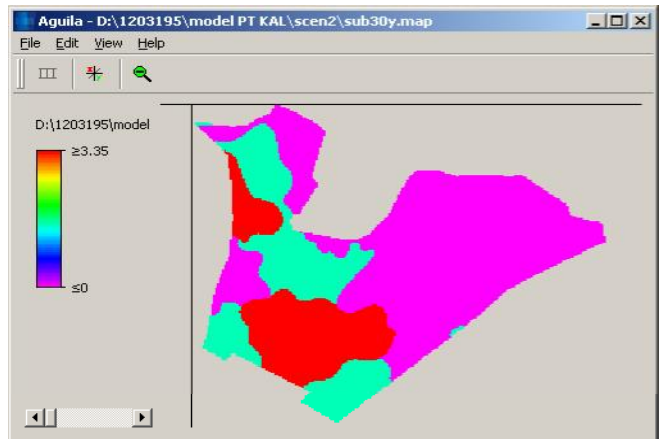 Aguila - D:\1203195\model PT KAL\scen2\sub30y.map
File Edit View Help
D:\1203195\model
≥3.35
≤0